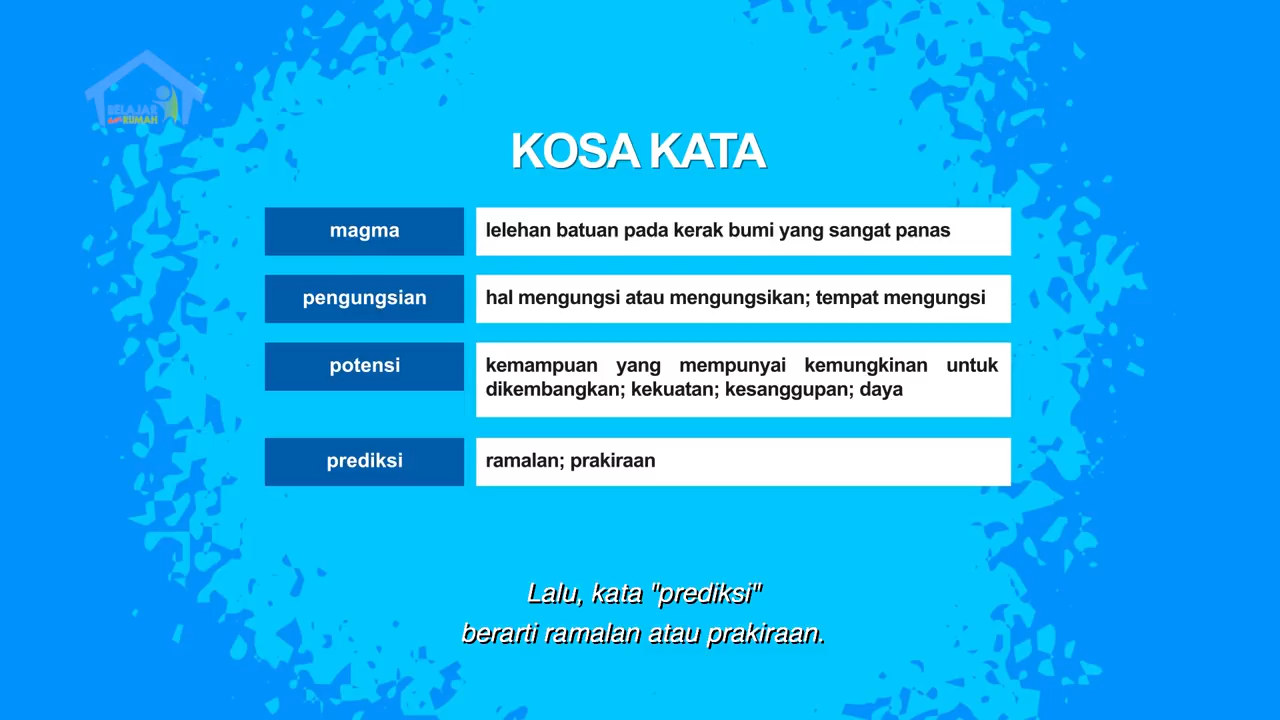 BELAJAR
dari RUMAH
KOSA KATA
magma
lelehan batuan pada kerak bumi yang sangat panas
pengungsian
hal mengungsi atau mengungsikan; tempat mengungsi
potensi
kemampuan yang mempunyai kemungkinan untuk
dikembangkan; kekuatan; kesanggupan; daya
prediksi
ramalan; prakiraan
Lalu, kata "prediksi"
berarti ramalan atau prakiraan.